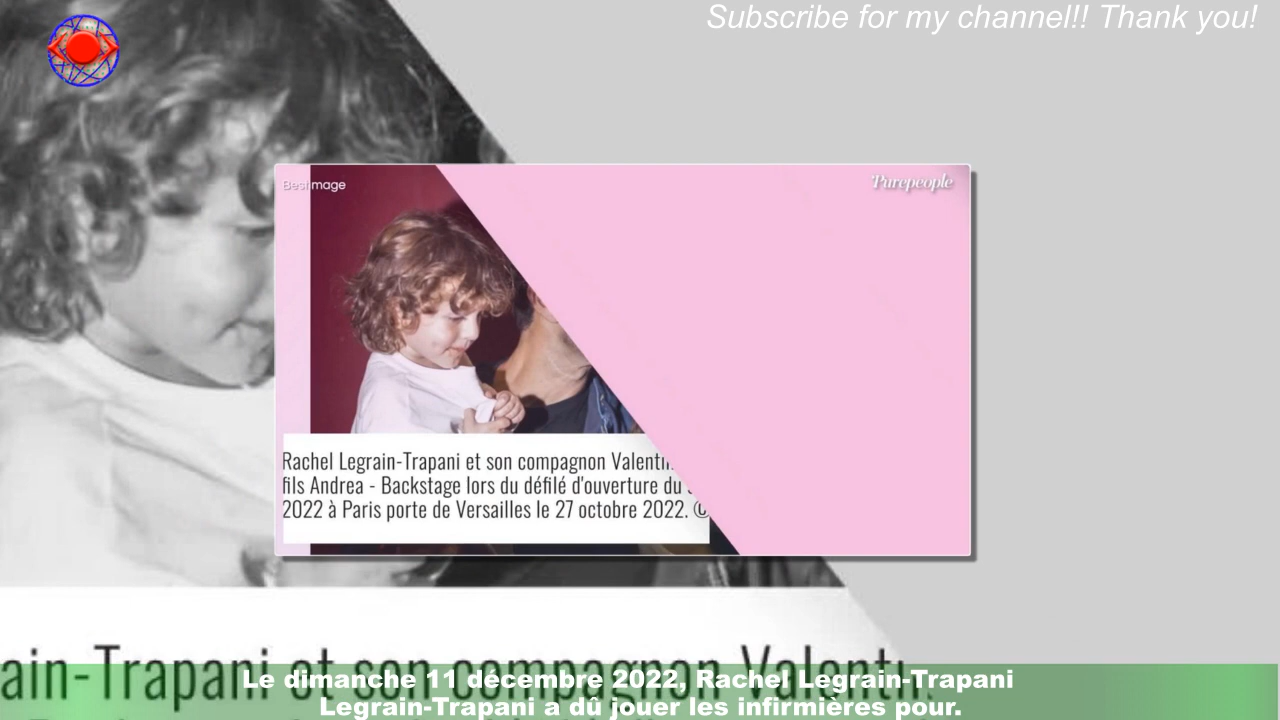 Subscribe for my channel!! Thank you!
Bestimage
Purepeople
Rachel Legrain-Trapani et son compagnon
fils Andrea - Backstage lors du défilé d'ouverture du
2022 à Paris porte de Versailles le 27 octobre 2022. ©
ain-Trapani et son compagnon
Le dimanche 11 décembre 2022, Rachel Legrain-Trapani
Legrain-Trapani a dû jouer les infirmières pour.